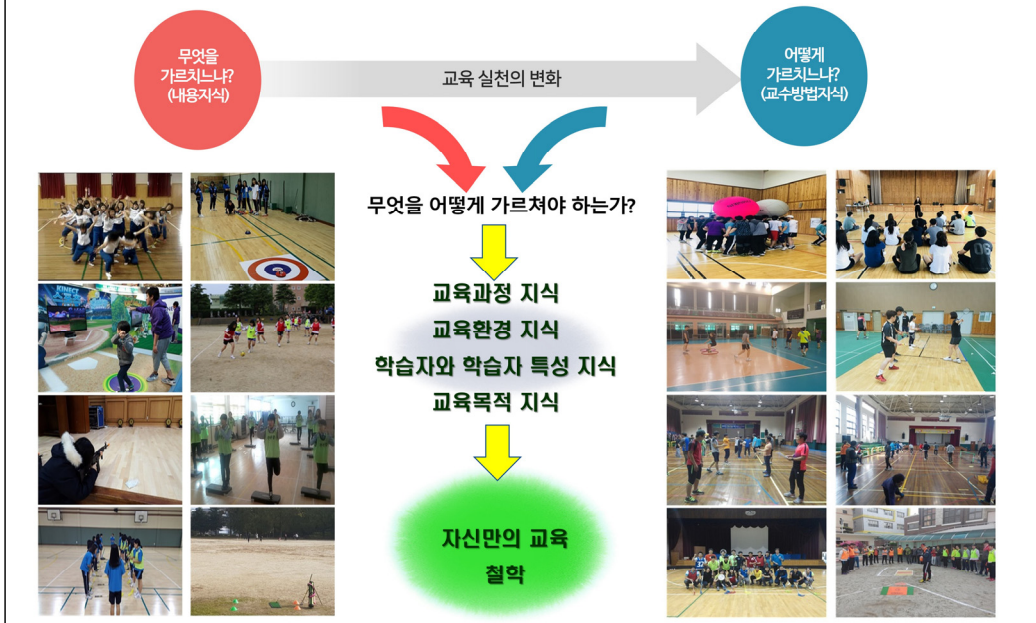 무엇을
가르치느냐?
(내용지식)
교육 실천의 변화
어떻게
가르치느냐?
(교수방법지식)
무엇을 어떻게 가르쳐야 하는가?
교육과정 지식
교육환경 지식
학습자와 학습자 특성 지식
교육목적 지식
자신만의 교육
철학
KINECT